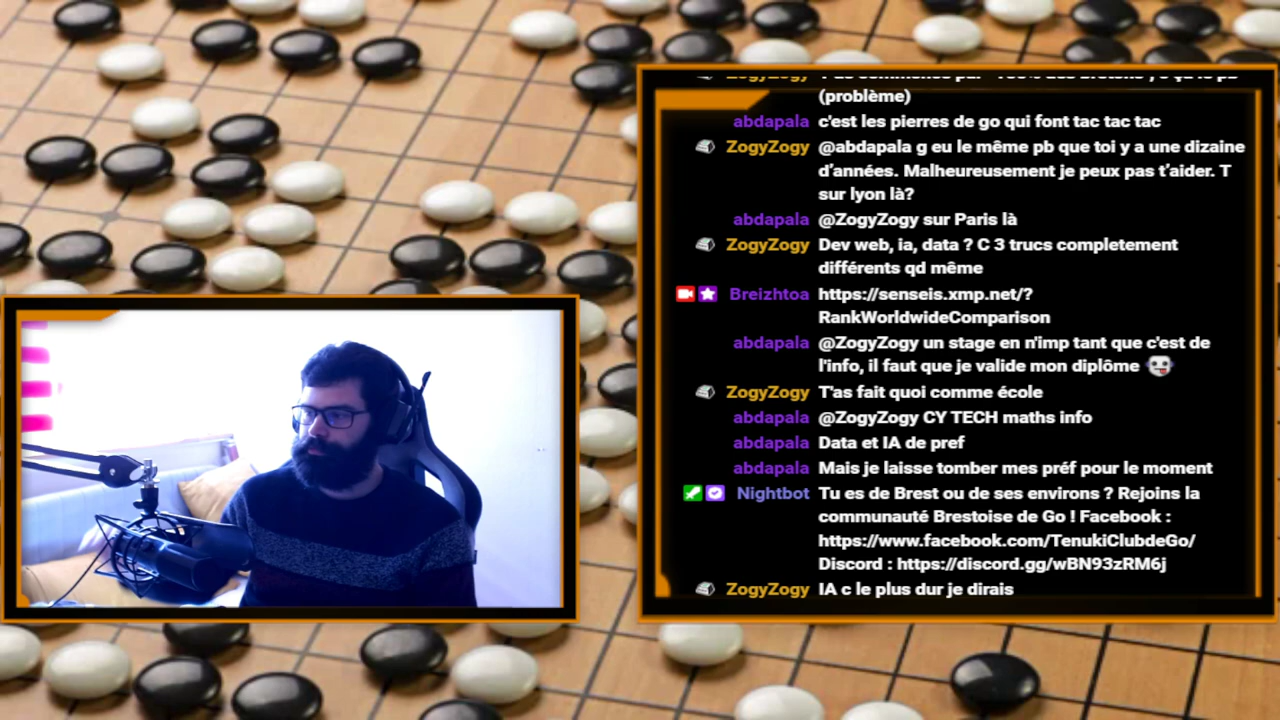 (problème)
abdapala c'est les pierres de go qui font tac tac tac
ZogyZogy @abdapala g eu le même pb que toi y a une dizaine
d'années. Malheureusement je peux pas t'aider. T
sur lyon là?
abdapala @ZogyZogy sur Paris là
ZogyZogy Dev web, ia, data ? C 3 trucs completement
différents qd même
Breizhtoa https://senseis.xmp.net/?
RankWorldwideComparison
abdapala @ZogyZogy un stage en n'imp tant que c'est de
l'info, il faut que je valide mon diplôme
ZogyZogy T'as fait quoi comme école
abdapala @ZogyZogy CY TECH maths info
abdapala Data et IA de pref
abdapala Mais je laisse tomber mes préf pour le moment
Nightbot Tu es de Brest ou de ses environs ? Rejoins la
communauté Brestoise de Go ! Facebook :
https://www.facebook.com/TenukiClubdeGo/
Discord : https://discord.gg/wBN93zRM6j
ZogyZogy IA c le plus dur je dirais